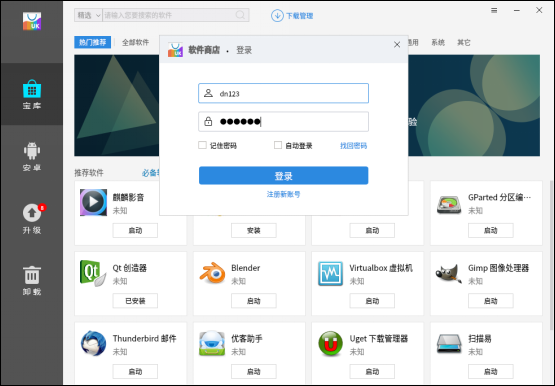 精选
请输入您要搜索的软件
下载管理
热门推荐
全部软件
通用
系统
其它
UK
软件商店 · 登录
dn123
●●●●●●
记住密码
自动登录
找回密码
登录
注册新账号
宝库
安卓
8
升级
卸载
推荐软件
麒麟影音
未知
启动
安装
启动
GParted 分区编…
未知
启动
Qt 创造器
未知
已安装
Blender
未知
启动
Virtualbox 虚拟机
未知
启动
Gimp 图像处理器
未知
启动
Thunderbird 邮件
未知
启动
优客助手
未知
启动
Uget 下载管理器
未知
启动
扫描易
未知
启动